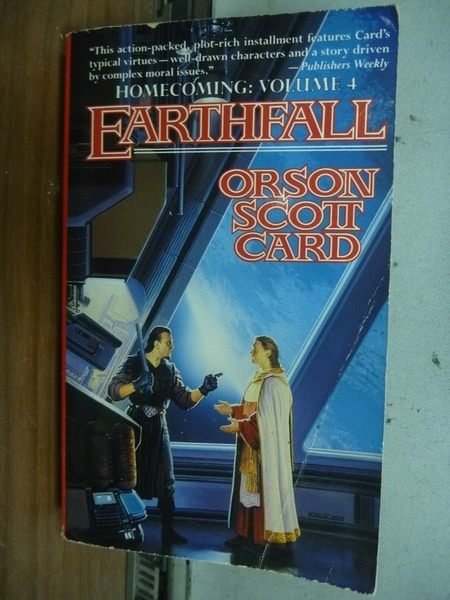 "This action-packed, plot-rich installment features Card's
typical virtues—well-drawn characters and a story driven
by complex moral issues." —Publishers Weekly
HOMECOMING: VOLUME 4
EARTHFALL
ORSON
SCOTT
CARD